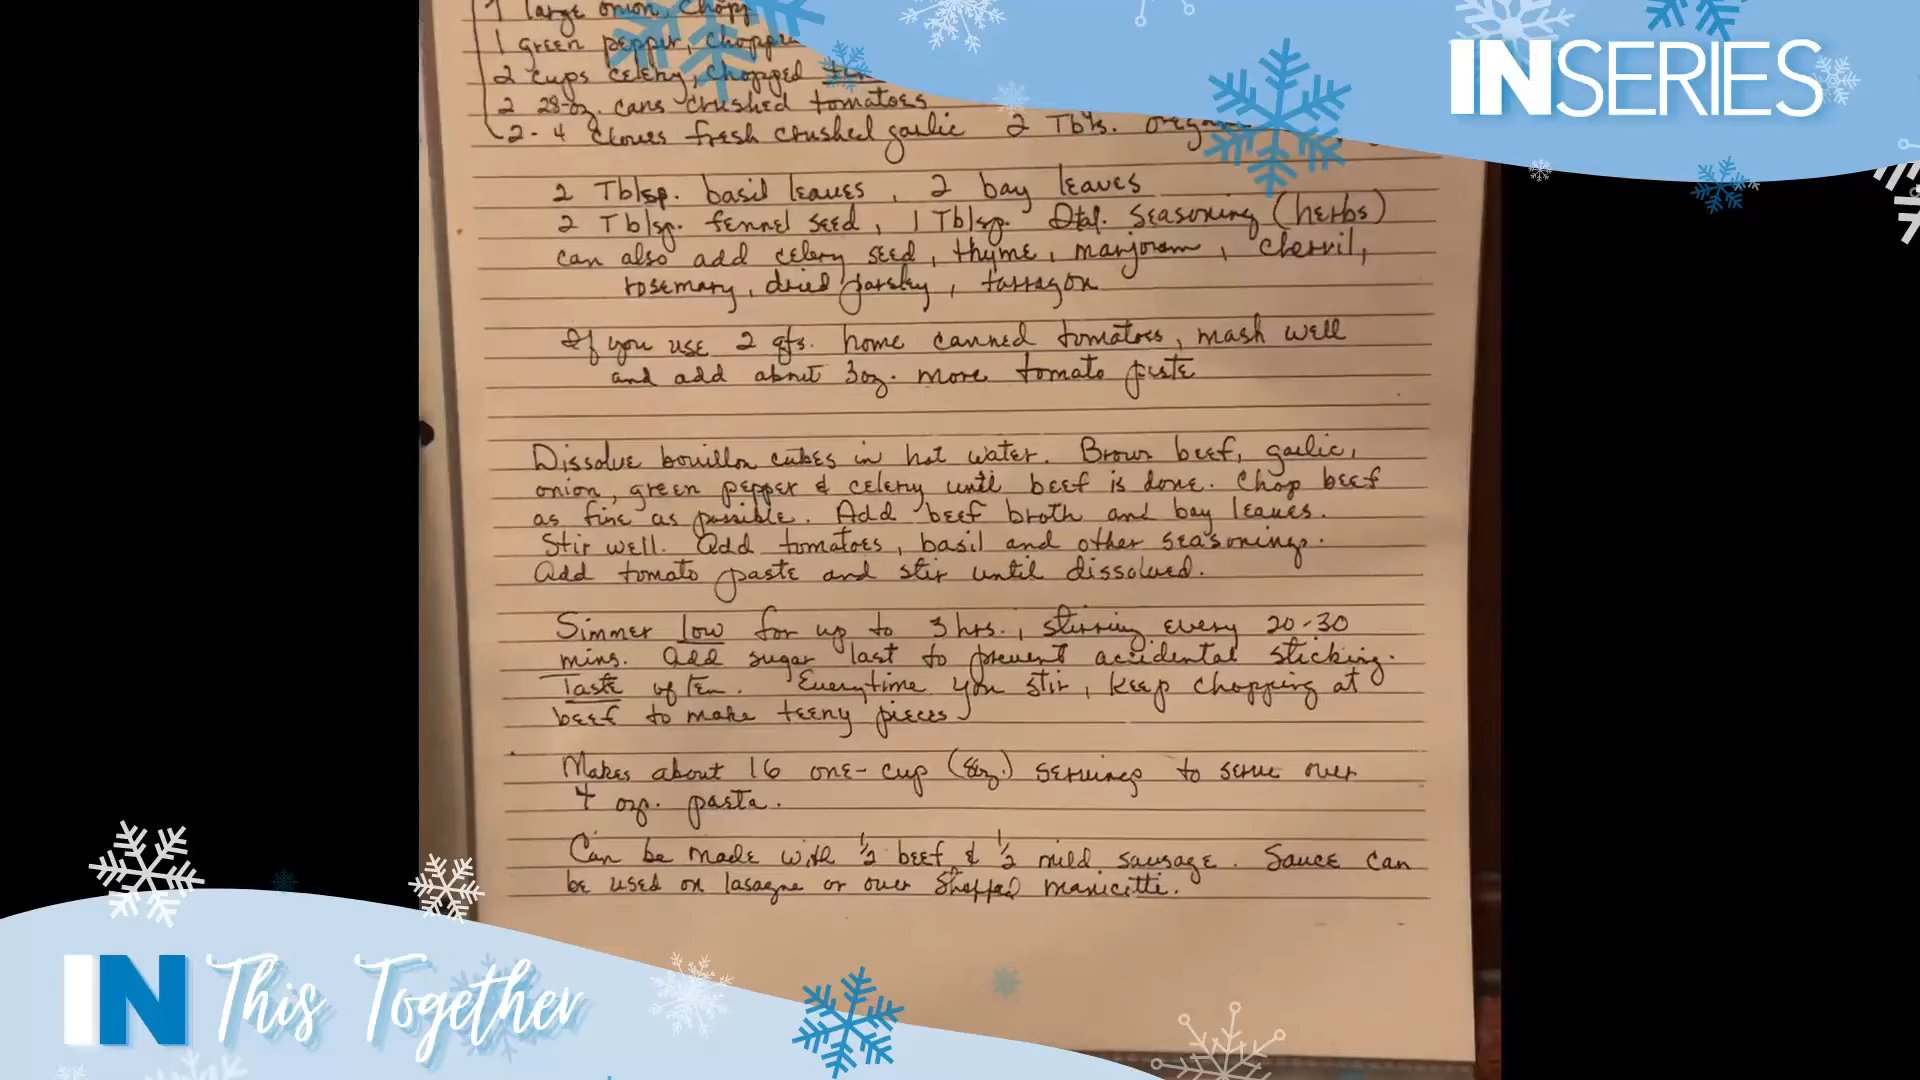 1 large onion, chopp
1 green pepper, choppe
2 cups celery, chopped
2 28-oz. cans crushed tomatoes
2-4 cloves fresh crushed garlic 2 Tbls. oregano
2 Tblsp. basil leaves, 2 bay leaves
2 Tblsp. fennel seed, 1 Tblsp. Ital. Seasoning (herbs)
can also add celery seed, thyme, marjoram, chervil,
rosemary, dried parsley, tarragon
If you use 2 qts. home canned tomatoes, mash well
and add about 3oz. more tomato paste
Dissolve bouillon cubes in hot water. Brown beef, garlic,
onion, green pepper & celery until beef is done. Chop beef
as fine as possible. Add beef broth and bay leaves.
Stir well. Add tomatoes, basil and other seasonings.
Add tomato paste and stir until dissolved.
Simmer low for up to 3 hrs., stirring every 20-30
mins. Add sugar last to prevent accidental sticking.
Taste often. Everytime you stir, keep chopping at
beef to make teeny pieces
Makes about 16 one-cup (8oz.) servings to serve over
4 ozs. pasta.
Can be made with 1/2 beef & 1/2 mild sausage. Sauce can
be used on lasagne or over manicotti.
INSERIES
IN This Together